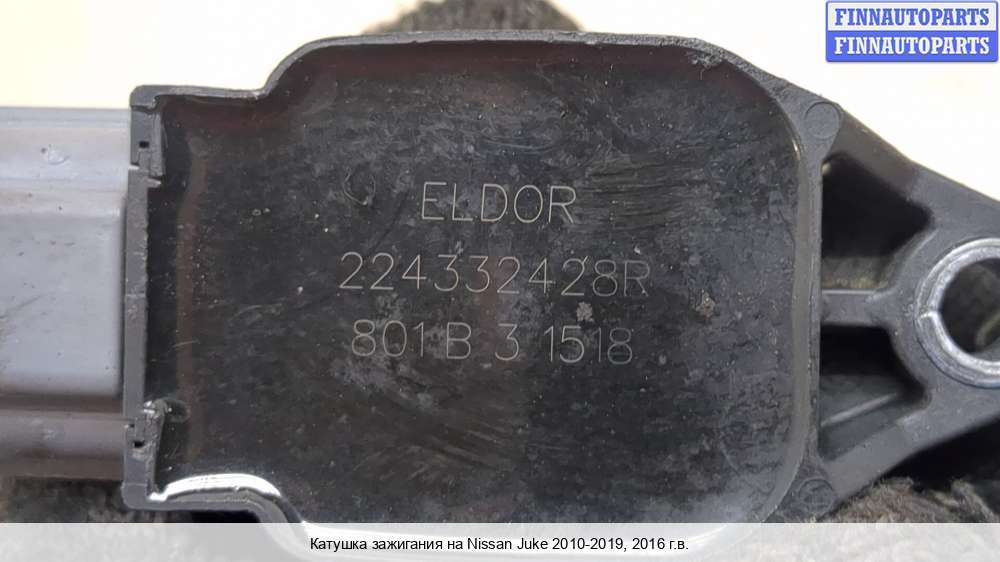 FINNAUTOPARTS
FINNAUTOPARTS
ELDOR
224332428R
801 B 3 1518
Катушка зажигания на Nissan Juke 2010-2019, 2016 г.в.